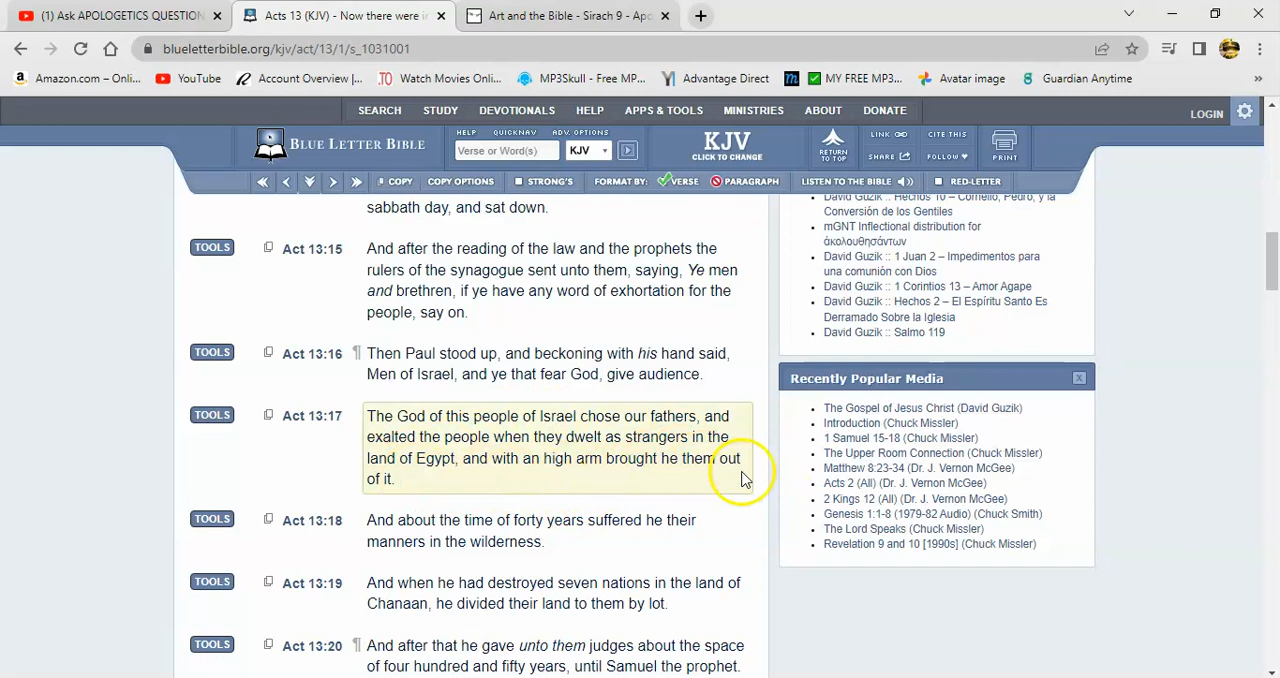 (1) Ask APOLOGETICS QUESTION
Acts 13 (KJV) - Now there were in
Art and the Bible - Sirach 9 - Apo
blueletterbible.org/kjv/act/13/1/s_1031001
Amazon.com – Onli...
YouTube
Account Overview |...
Watch Movies Onlin...
MP3Skull - Free MP...
Advantage Direct
MY FREE MP3...
Avatar image
Guardian Anytime
»
SEARCH STUDY DEVOTIONALS HELP APPS & TOOLS MINISTRIES ABOUT DONATE
LOGIN
BLUE LETTER BIBLE
HELP QUICKNAV ADV. OPTIONS
Verse or Word(s)
KJV
KJV
CLICK TO CHANGE
RETURN
TO TOP
LINK
SHARE
CITE THIS
FOLLOW
PRINT
COPY
COPY OPTIONS
STRONG'S
FORMAT BY:
VERSE
PARAGRAPH
LISTEN TO THE BIBLE
RED-LETTER
sabbath day, and sat down.
TOOLS
Act 13:15
And after the reading of the law and the prophets the
rulers of the synagogue sent unto them, saying, Ye men
and brethren, if ye have any word of exhortation for the
people, say on.
TOOLS
Act 13:16
¶ Then Paul stood up, and beckoning with his hand said,
Men of Israel, and ye that fear God, give audience.
TOOLS
Act 13:17
The God of this people of Israel chose our fathers, and
exalted the people when they dwelt as strangers in the
land of Egypt, and with an high arm brought he them out
of it.
TOOLS
Act 13:18
And about the time of forty years suffered he their
manners in the wilderness.
TOOLS
Act 13:19
And when he had destroyed seven nations in the land of
Chanaan, he divided their land to them by lot.
TOOLS
Act 13:20
¶ And after that he gave unto them judges about the space
of four hundred and fifty years, until Samuel the prophet.
David Guzik :: Hechos 10 – Cornelio, Pedro, y la
Conversión de los Gentiles
mGNT Inflectional distribution for
ἀκολουθησάντων
David Guzik :: 1 Juan 2 – Impedimentos para
una comunión con Dios
David Guzik :: 1 Corintios 13 – Amor Agape
David Guzik :: Hechos 2 – El Espíritu Santo Es
Derramado Sobre la Iglesia
David Guzik :: Salmo 119
Recently Popular Media
The Gospel of Jesus Christ (David Guzik)
Introduction (Chuck Missler)
1 Samuel 15-18 (Chuck Missler)
The Upper Room Connection (Chuck Missler)
Matthew 8:23-34 (Dr. J. Vernon McGee)
Acts 2 (All) (Dr. J. Vernon McGee)
2 Kings 12 (All) (Dr. J. Vernon McGee)
Genesis 1:1-8 (1979-82 Audio) (Chuck Smith)
The Lord Speaks (Chuck Missler)
Revelation 9 and 10 [1990s] (Chuck Missler)